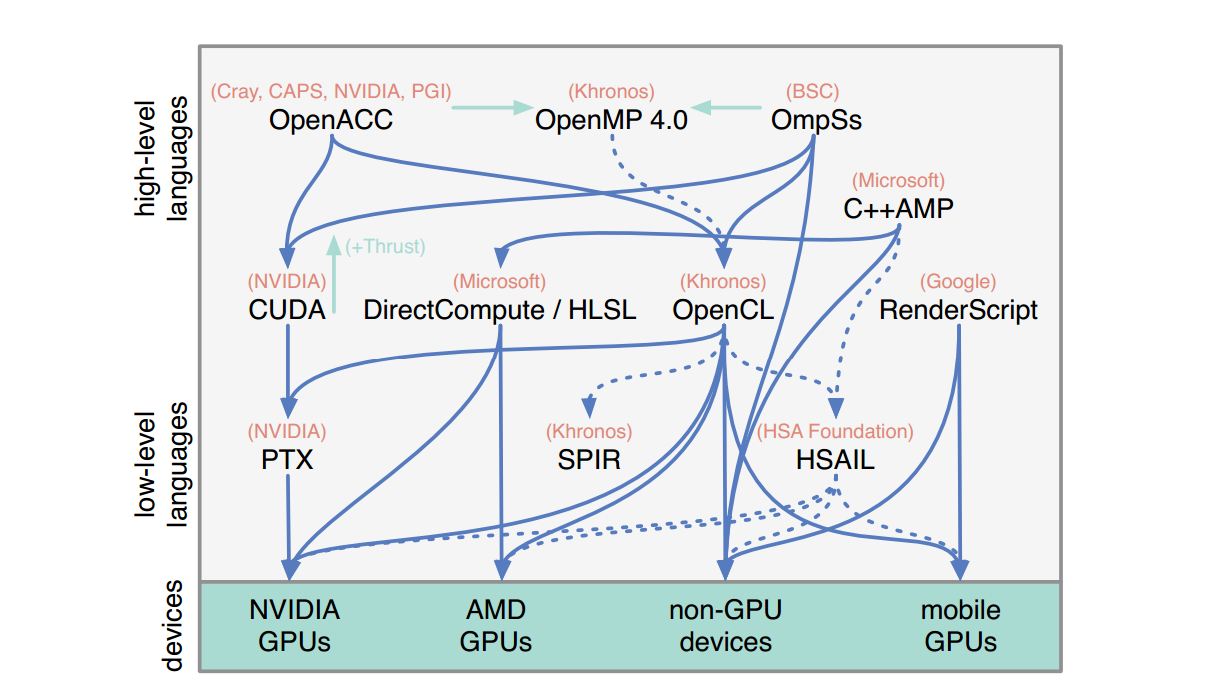 high-level
languages
(Cray, CAPS, NVIDIA, PGI)
OpenACC
(Khronos)
OpenMP 4.0
(BSC)
OmpSs
(Microsoft)
C++AMP
(+Thrust)
(NVIDIA)
CUDA
(Microsoft)
DirectCompute / HLSL
(Khronos)
OpenCL
(Google)
RenderScript
low-level
languages
(NVIDIA)
PTX
(Khronos)
SPIR
(HSA Foundation)
HSAIL
devices
NVIDIA
GPUs
AMD
GPUs
non-GPU
devices
mobile
GPUs